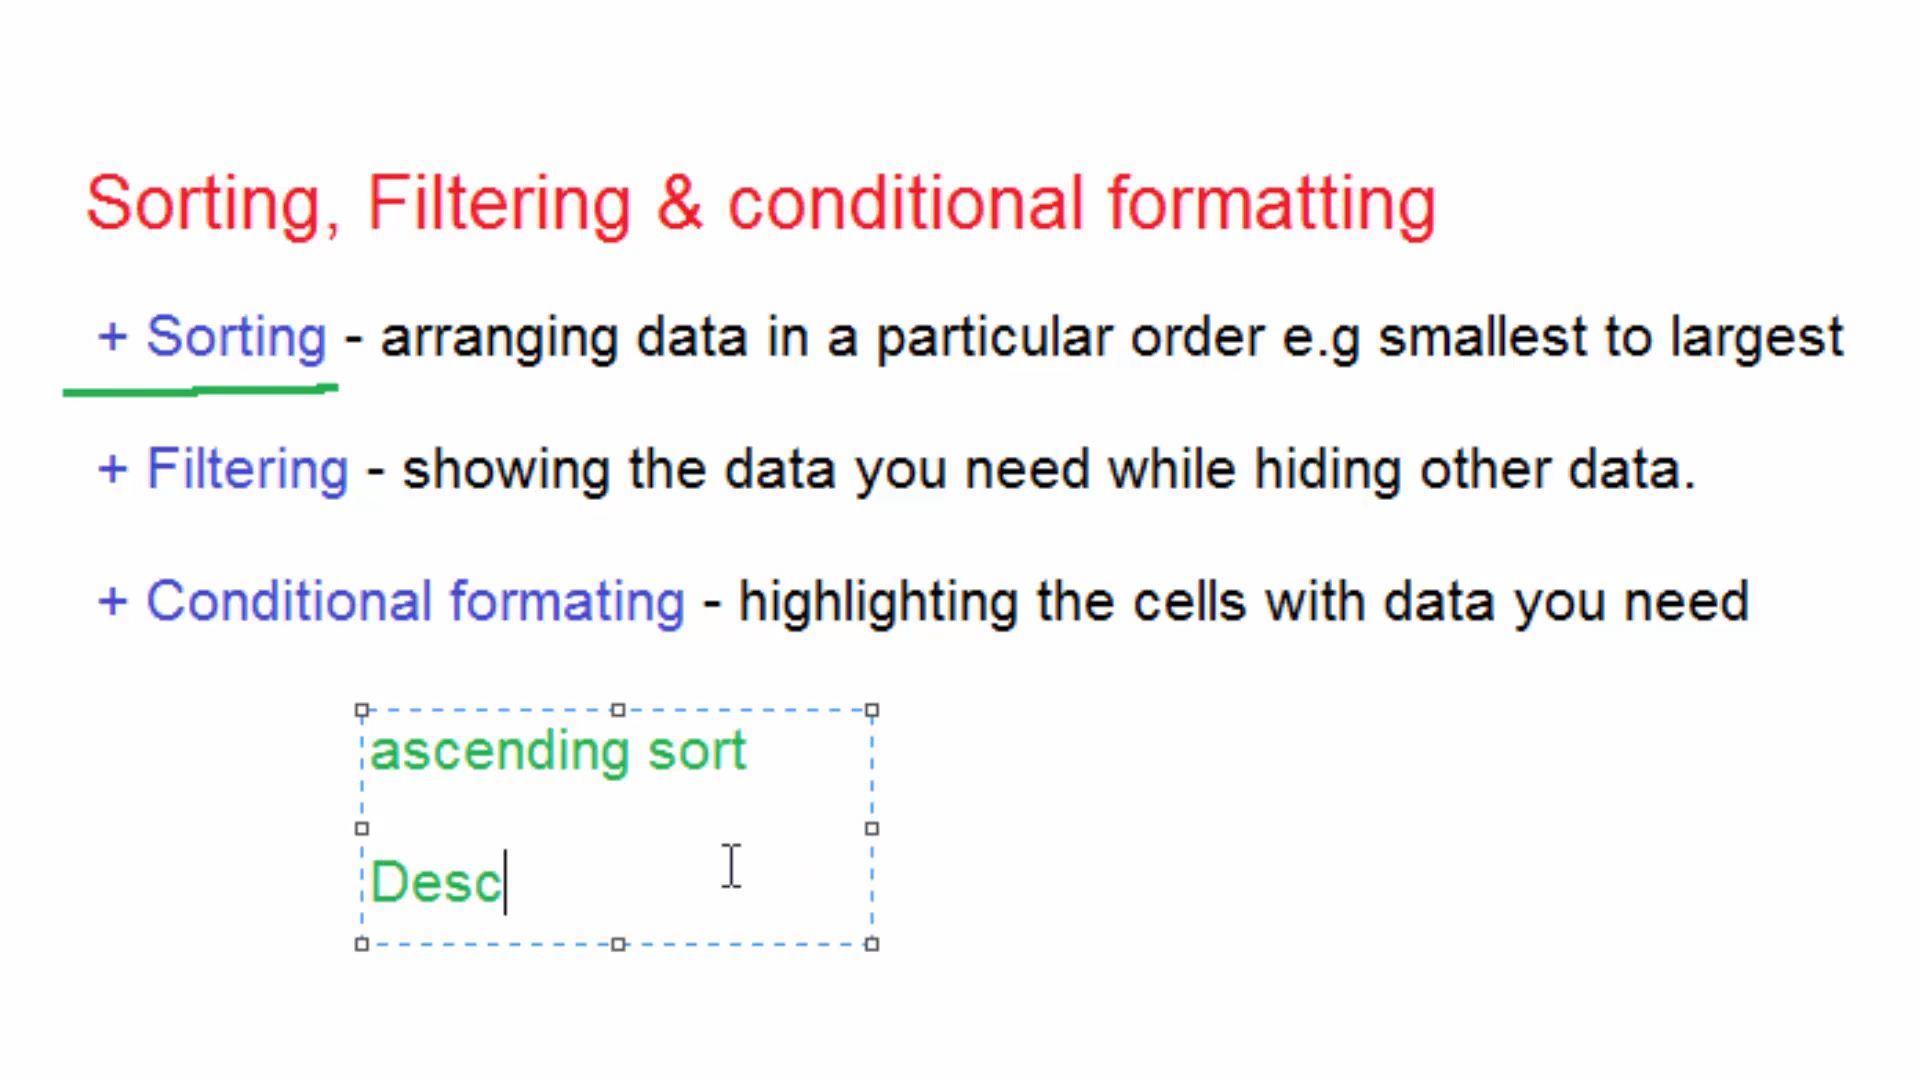 Sorting, Filtering & conditional formatting
+ Sorting - arranging data in a particular order e.g smallest to largest
+ Filtering - showing the data you need while hiding other data.
+ Conditional formating - highlighting the cells with data you need
ascending sort
Desc